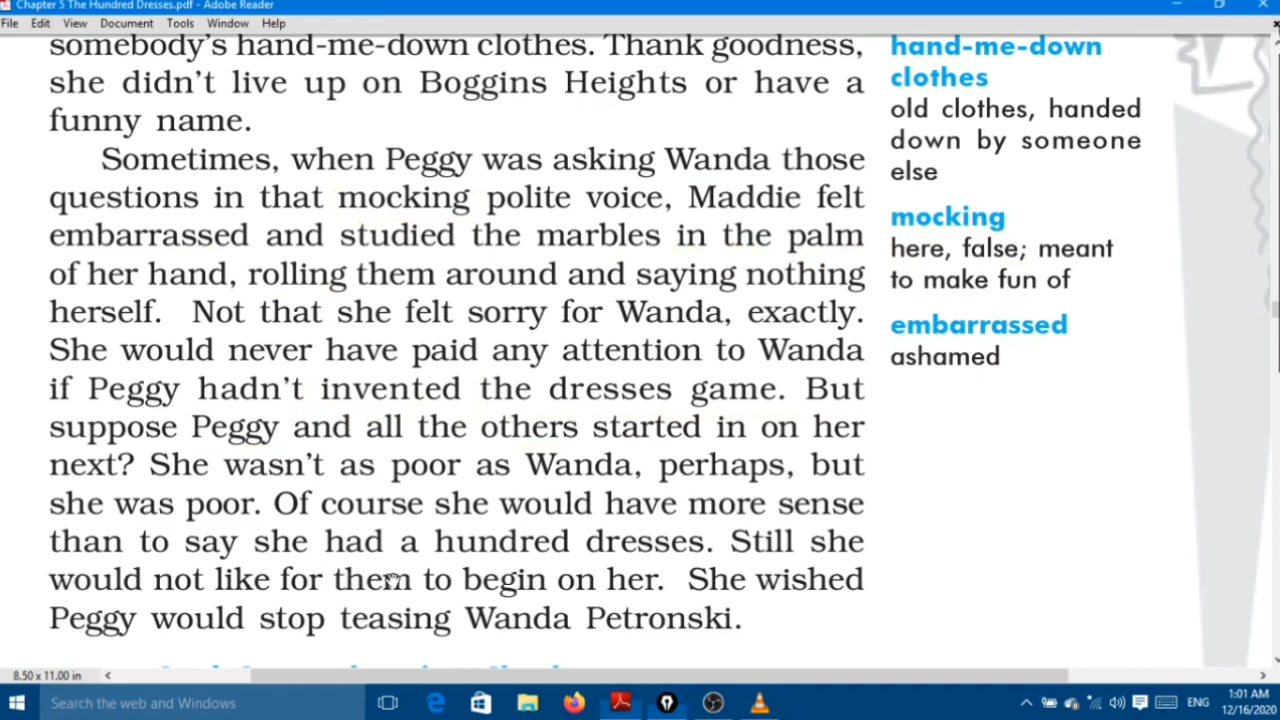 Chapter 5 The Hundred Dresses.pdf - Adobe Reader
File Edit View Document Tools Window Help
somebody's hand-me-down clothes. Thank goodness,
she didn't live up on Boggins Heights or have a
funny name.
Sometimes, when Peggy was asking Wanda those
questions in that mocking polite voice, Maddie felt
embarrassed and studied the marbles in the palm
of her hand, rolling them around and saying nothing
herself. Not that she felt sorry for Wanda, exactly.
She would never have paid any attention to Wanda
if Peggy hadn't invented the dresses game. But
suppose Peggy and all the others started in on her
next? She wasn't as poor as Wanda, perhaps, but
she was poor. Of course she would have more sense
than to say she had a hundred dresses. Still she
would not like for them to begin on her. She wished
Peggy would stop teasing Wanda Petronski.
hand-me-down
clothes
old clothes, handed
down by someone
else
mocking
here, false; meant
to make fun of
embarrassed
ashamed
8.50 x 11.00 in
Search the web and Windows
ENG
1:01 AM
12/16/2020